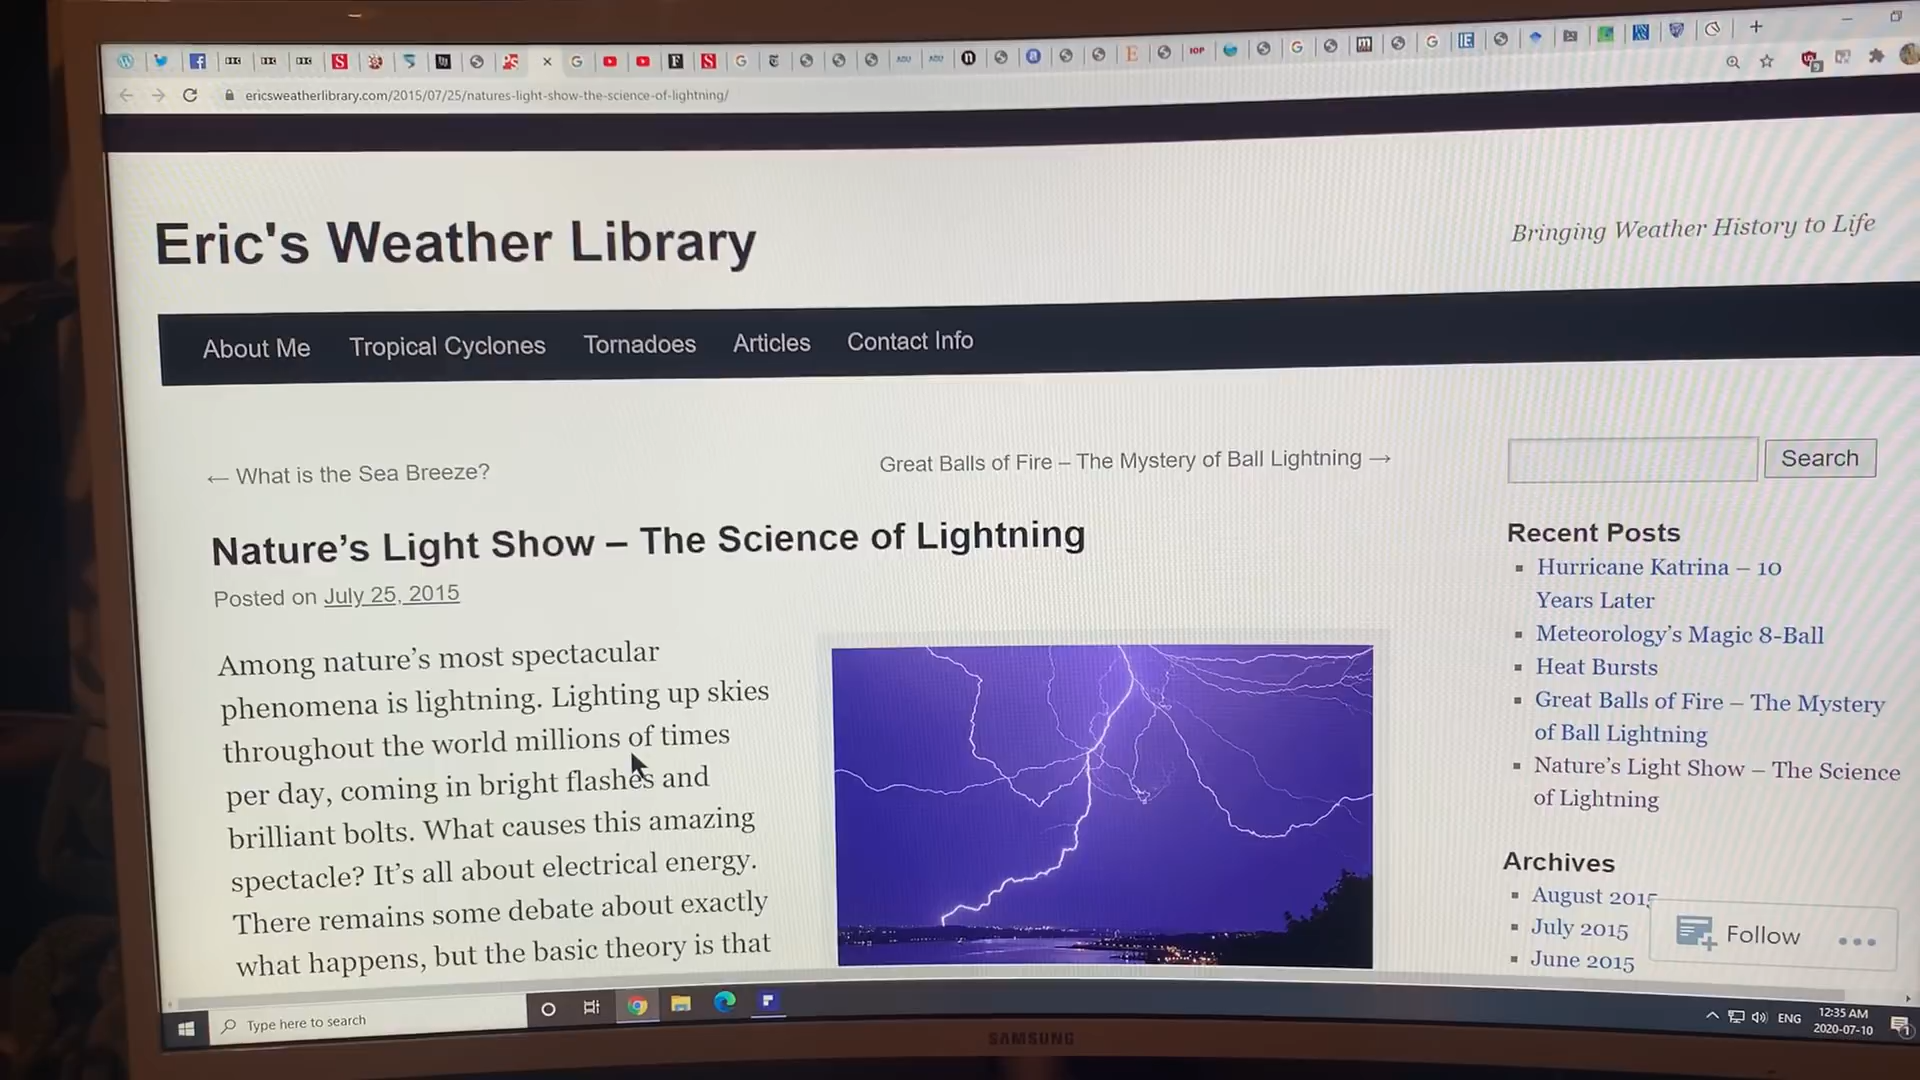 ericsweatherlibrary.com/2015/07/25/natures-light-show-the-science-of-lightning/
Eric's Weather Library
Bringing Weather History to Life
About Me
Tropical Cyclones
Tornadoes
Articles
Contact Info
← What is the Sea Breeze?
Great Balls of Fire – The Mystery of Ball Lightning →
Search
Nature's Light Show – The Science of Lightning
Posted on July 25, 2015
Among nature's most spectacular
phenomena is lightning. Lighting up skies
throughout the world millions of times
per day, coming in bright flashes and
brilliant bolts. What causes this amazing
spectacle? It's all about electrical energy.
There remains some debate about exactly
what happens, but the basic theory is that
Recent Posts
Hurricane Katrina – 10
Years Later
Meteorology's Magic 8-Ball
Heat Bursts
Great Balls of Fire – The Mystery
of Ball Lightning
Nature's Light Show – The Science
of Lightning
Archives
August 2015
July 2015
June 2015
Follow
Type here to search
ENG
12:35 AM
2020-07-10
SAMSUNG